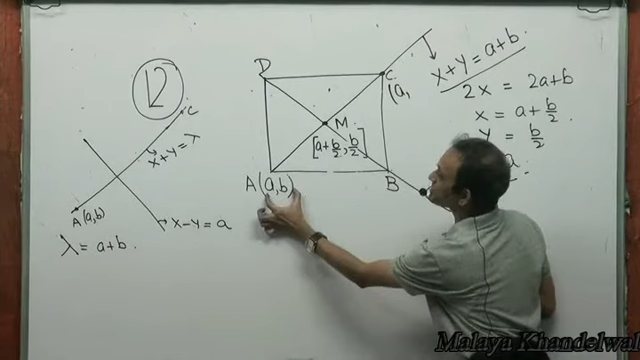 12
C
x+y=λ
A(a,b)
x-y=a
λ=a+b.
D
C
(a,
M
[a+b/2, b/2]
A(a,b)
B
x+y=a+b.
2x = 2a+b
x = a+b/2.
y = b/2
a
Malaya Khandelwal